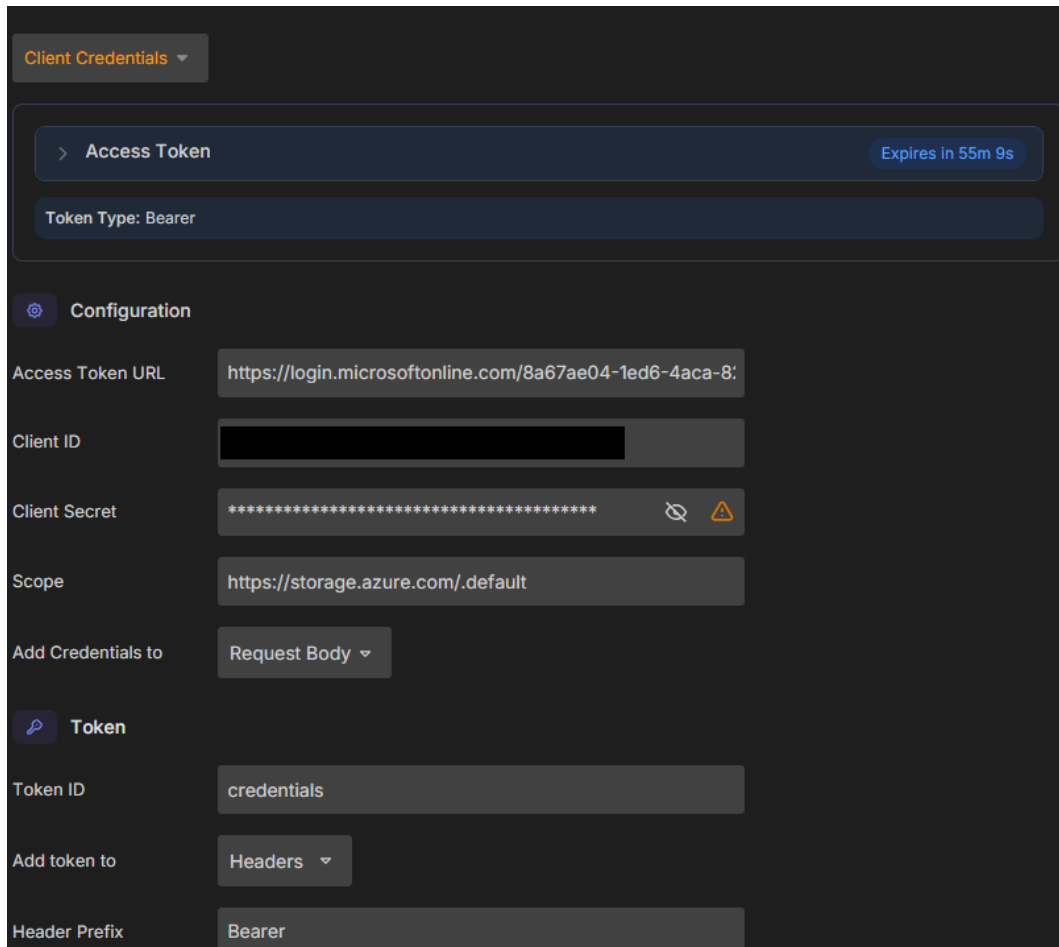 Client Credentials
Access Token
Expires in 55m 9s
Token Type: Bearer
Configuration
Access Token URL
https://login.microsoftonline.com/8a67ae04-1ed6-4aca-82
Client ID
Client Secret
****************************************
Scope
https://storage.azure.com/.default
Add Credentials to
Request Body
Token
Token ID
credentials
Add token to
Headers
Header Prefix
Bearer